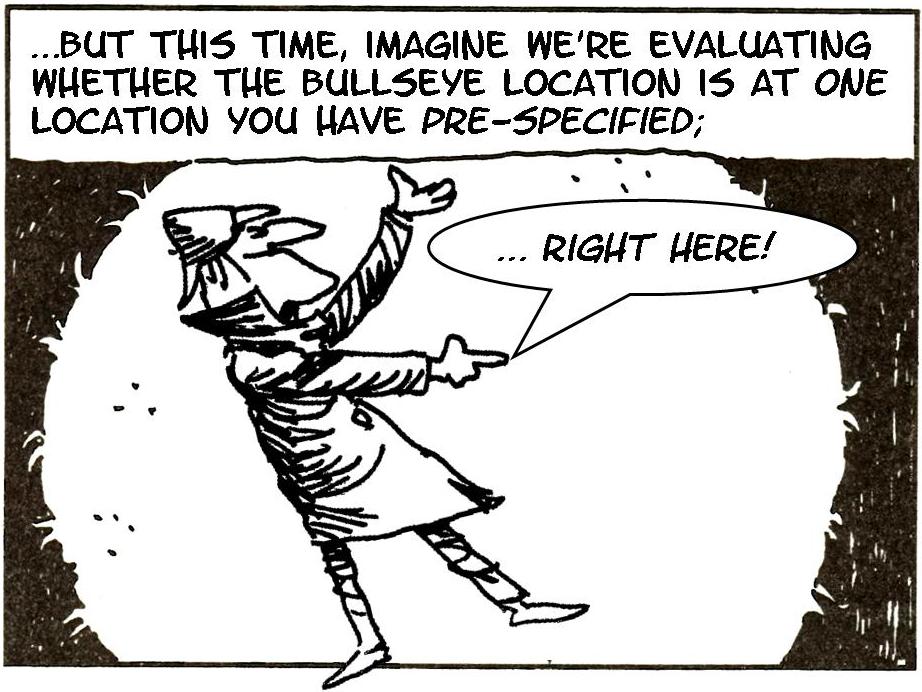 ...BUT THIS TIME, IMAGINE WE'RE EVALUATING
WHETHER THE BULLSEYE LOCATION IS AT ONE
LOCATION YOU HAVE PRE-SPECIFIED;
... RIGHT HERE!